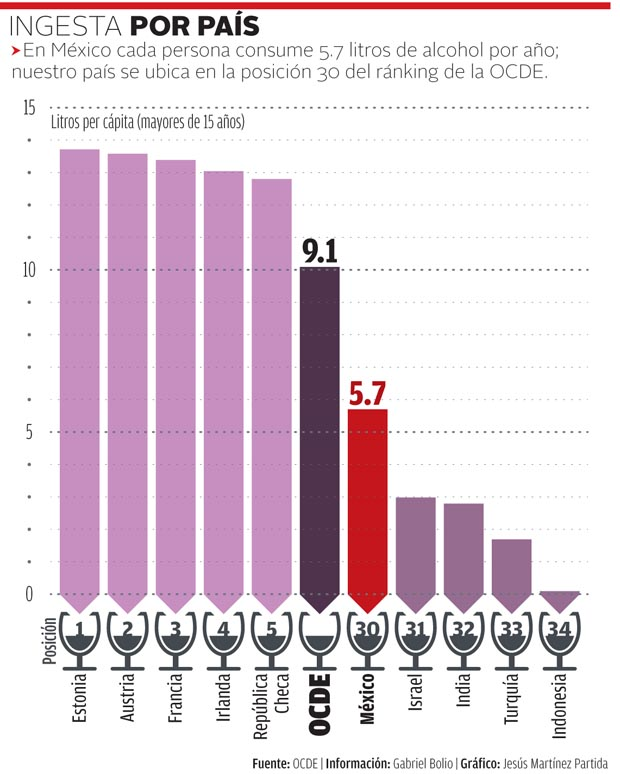 INGESTA POR PAÍS
➤En México cada persona consume 5.7 litros de alcohol por año;
nuestro país se ubica en la posición 30 del ránking de la OCDE.
15
Litros per cápita (mayores de 15 años)
9.1
10
5.7
5
0
Posición
1 2 3 4 5 30 31 32 33 34
Estonia
Austria
Francia
Irlanda
República
Checa
OCDE
México
Israel
India
Turquía
Indonesia
Fuente: OCDE | Información: Gabriel Bolio | Gráfico: Jesús Martínez Partida